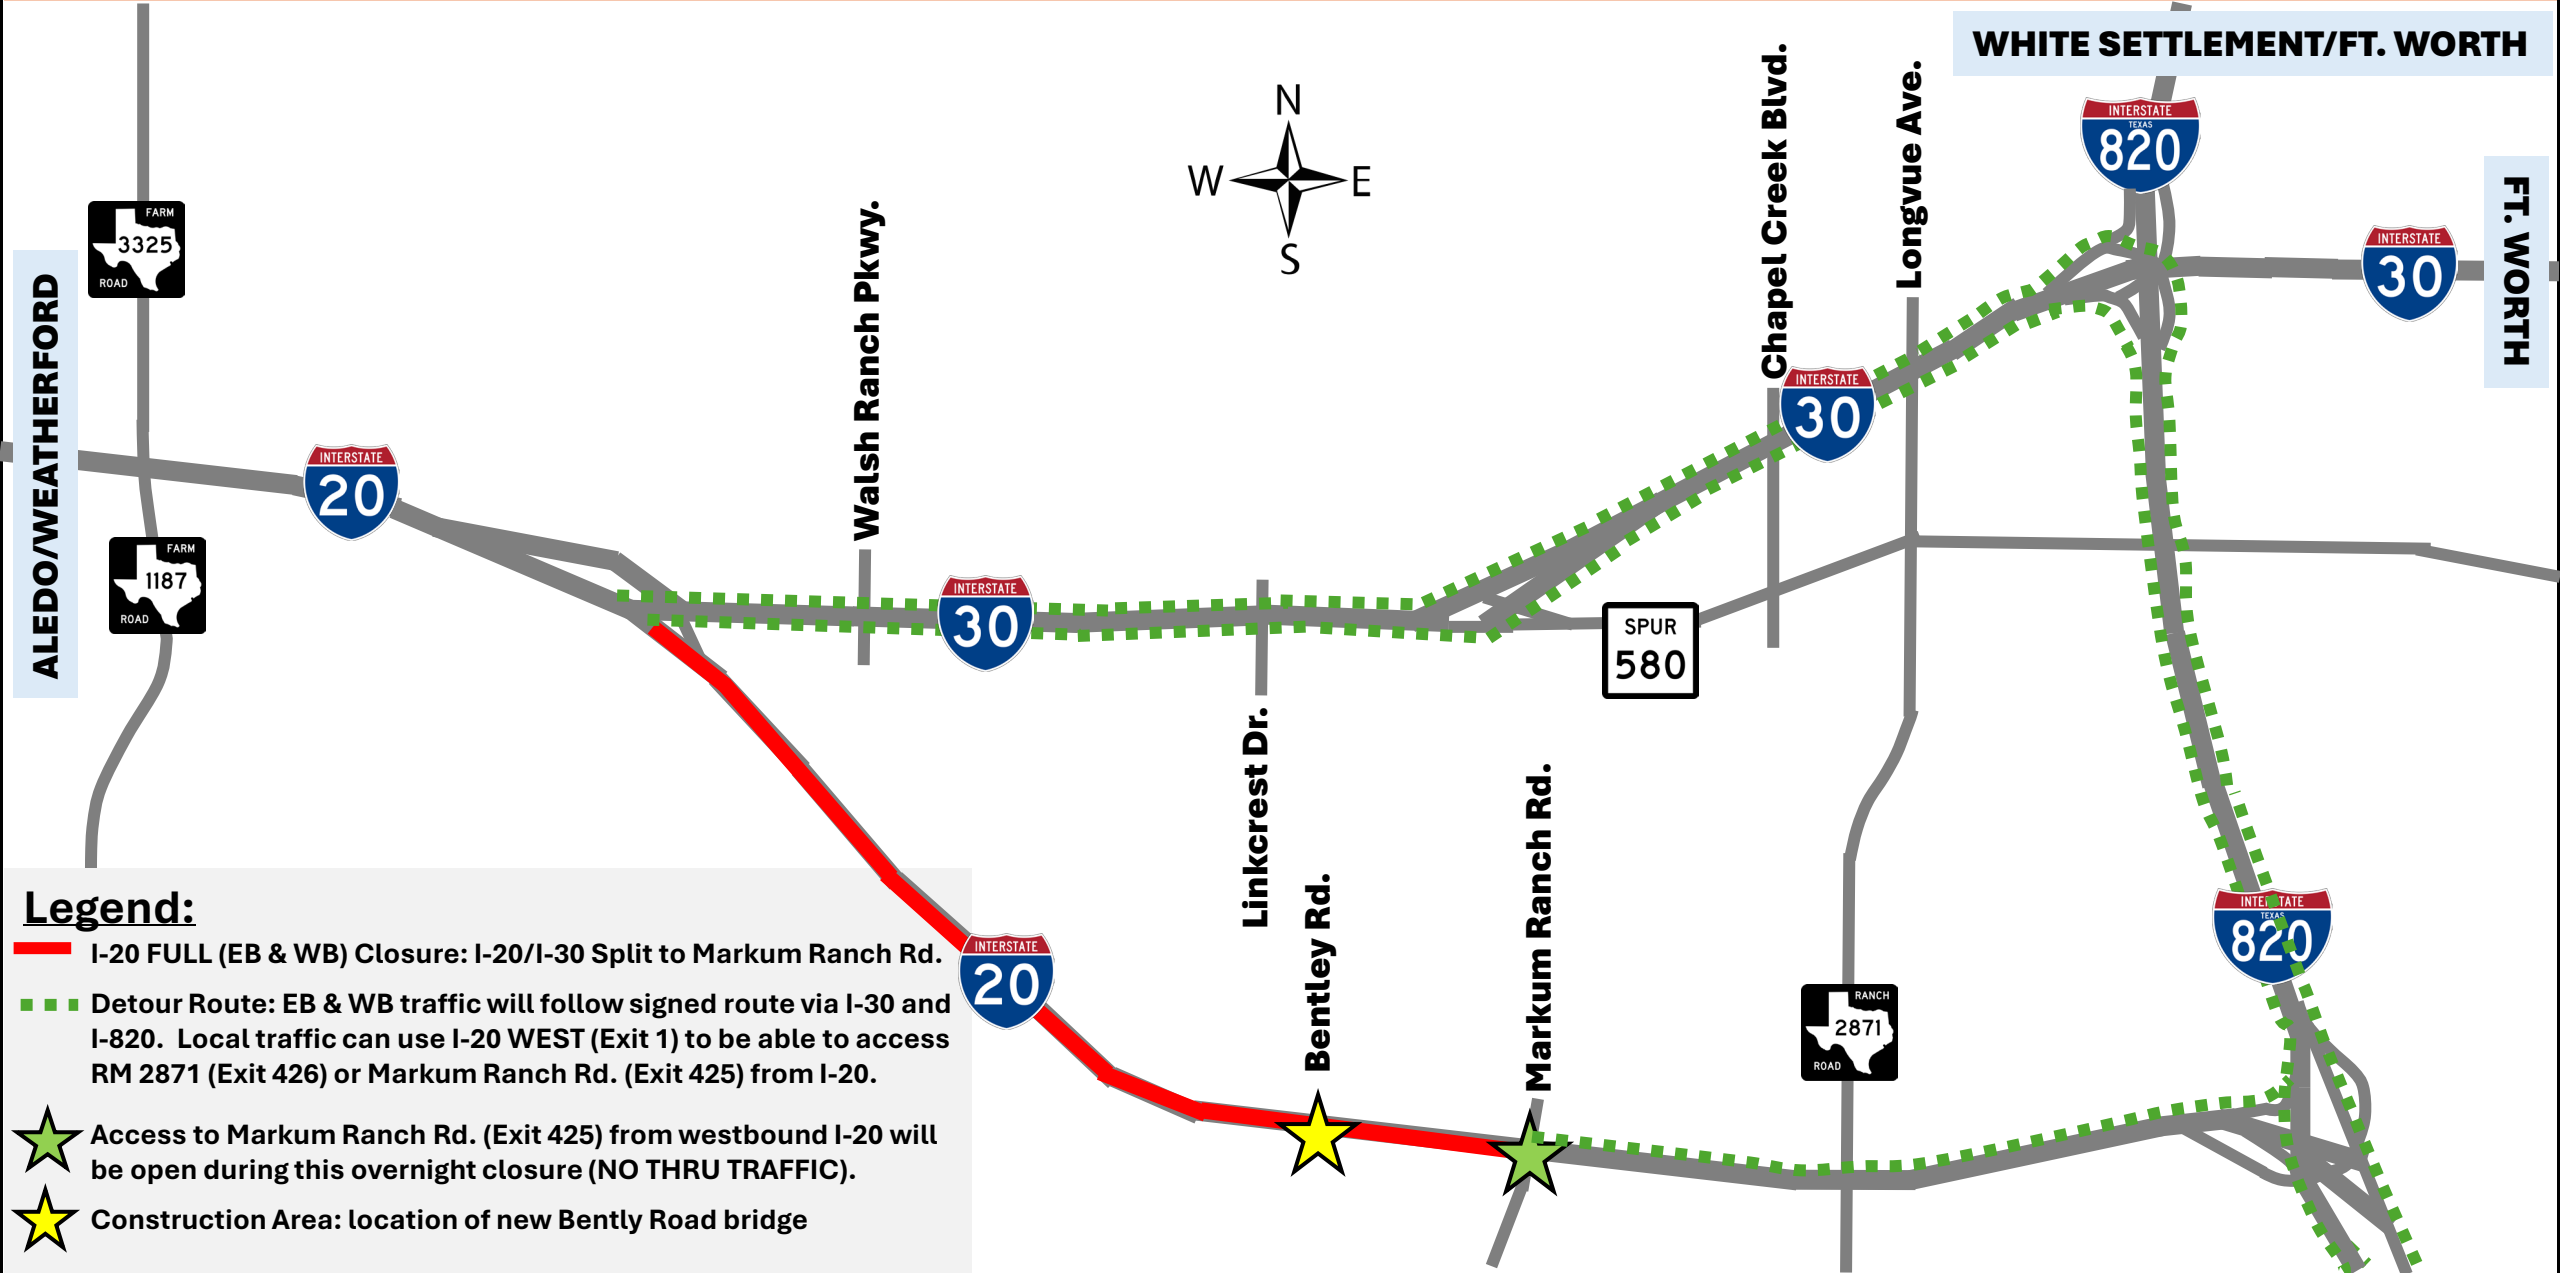 WHITE SETTLEMENT/FT. WORTH
INTERSTATE
TEXAS
820
N
W
E
S
Chapel Creek Blvd.
Longvue Ave.
FARM
3325
ROAD
Walsh Ranch Pkwy.
INTERSTATE
30
FT. WORTH
ALEDO/WEATHERFORD
INTERSTATE
20
INTERSTATE
30
FARM
1187
ROAD
INTERSTATE
30
SPUR
580
Linkcrest Dr.
Bentley Rd.
Markum Ranch Rd.
INTERSTATE
TEXAS
820
INTERSTATE
20
RANCH
2871
ROAD
Legend:
I-20 FULL (EB & WB) Closure: I-20/I-30 Split to Markum Ranch Rd.
Detour Route: EB & WB traffic will follow signed route via I-30 and
I-820. Local traffic can use I-20 WEST (Exit 1) to be able to access
RM 2871 (Exit 426) or Markum Ranch Rd. (Exit 425) from I-20.
Access to Markum Ranch Rd. (Exit 425) from westbound I-20 will
be open during this overnight closure (NO THRU TRAFFIC).
Construction Area: location of new Bently Road bridge